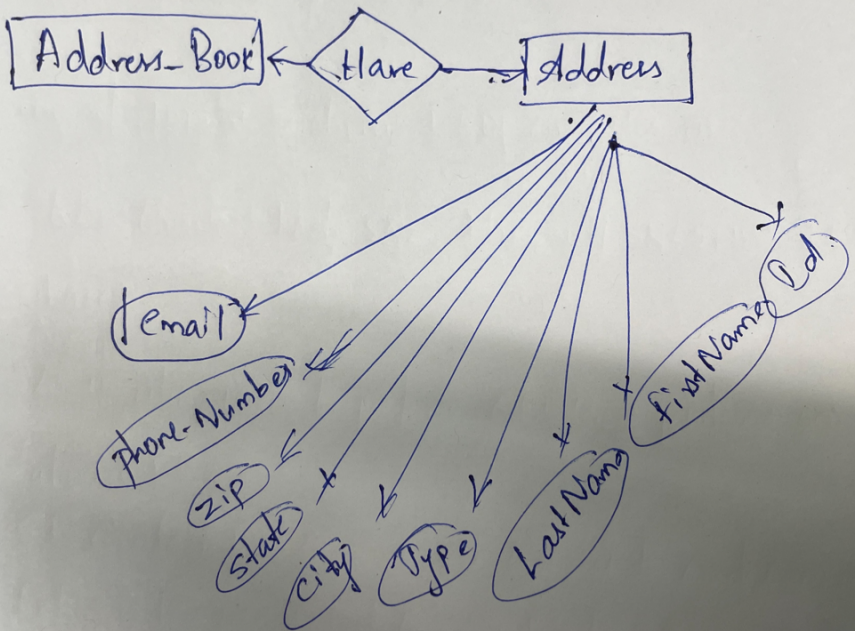 Address_Book
Have
Address
email
Phone-Number
Zip
State
City
Type
LastName
firstName
Id